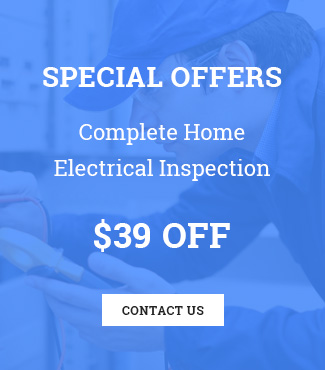 SPECIAL OFFERS
Complete Home
Electrical Inspection
$39 OFF
CONTACT US